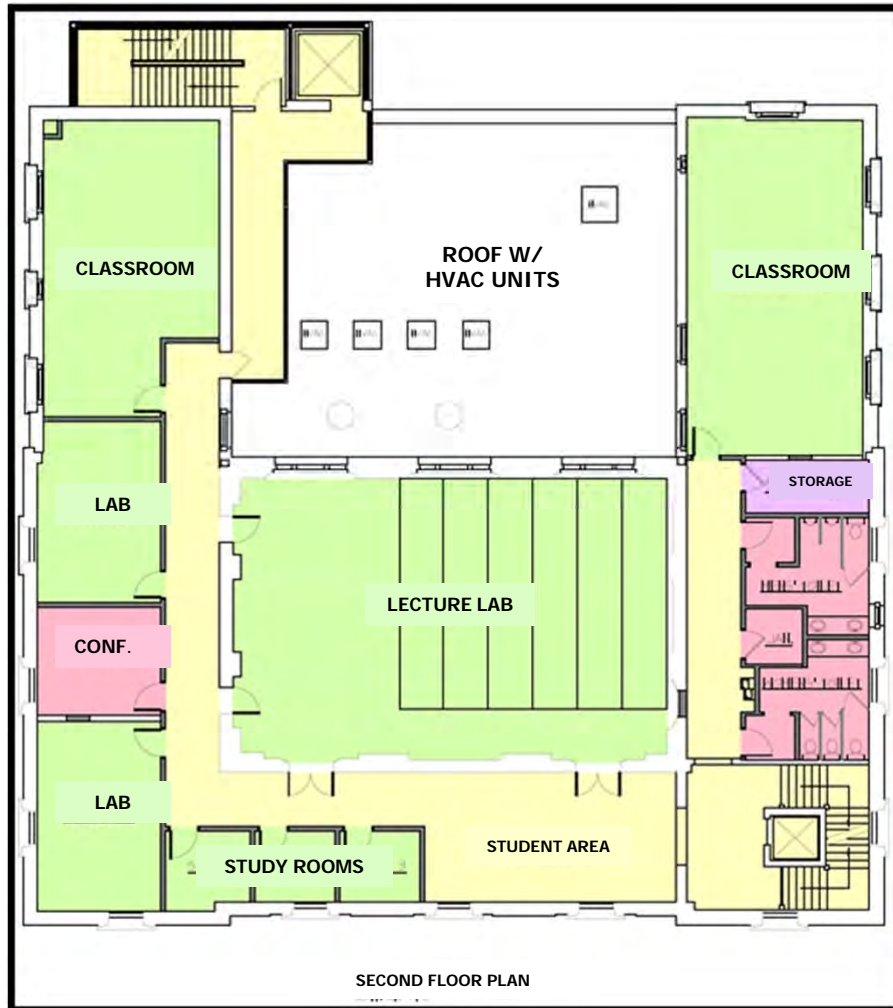 ROOF W/
HVAC UNITS
CLASSROOM
CLASSROOM
STORAGE
LAB
LECTURE LAB
CONF.
LAB
STUDY ROOMS
STUDENT AREA
SECOND FLOOR PLAN